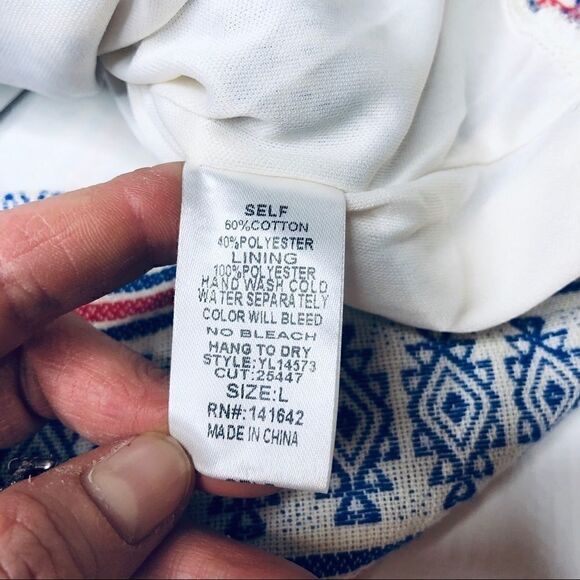 SELF
60%COTTON
40%POLYESTER
LINING
100%POLYESTER
HAND WASH COLD
WATER SEPARATELY
COLOR WILL BLEED
NO BLEACH
HANG TO DRY
STYLE:YL14573
CUT:25447
SIZE:L
RN#:141642
MADE IN CHINA